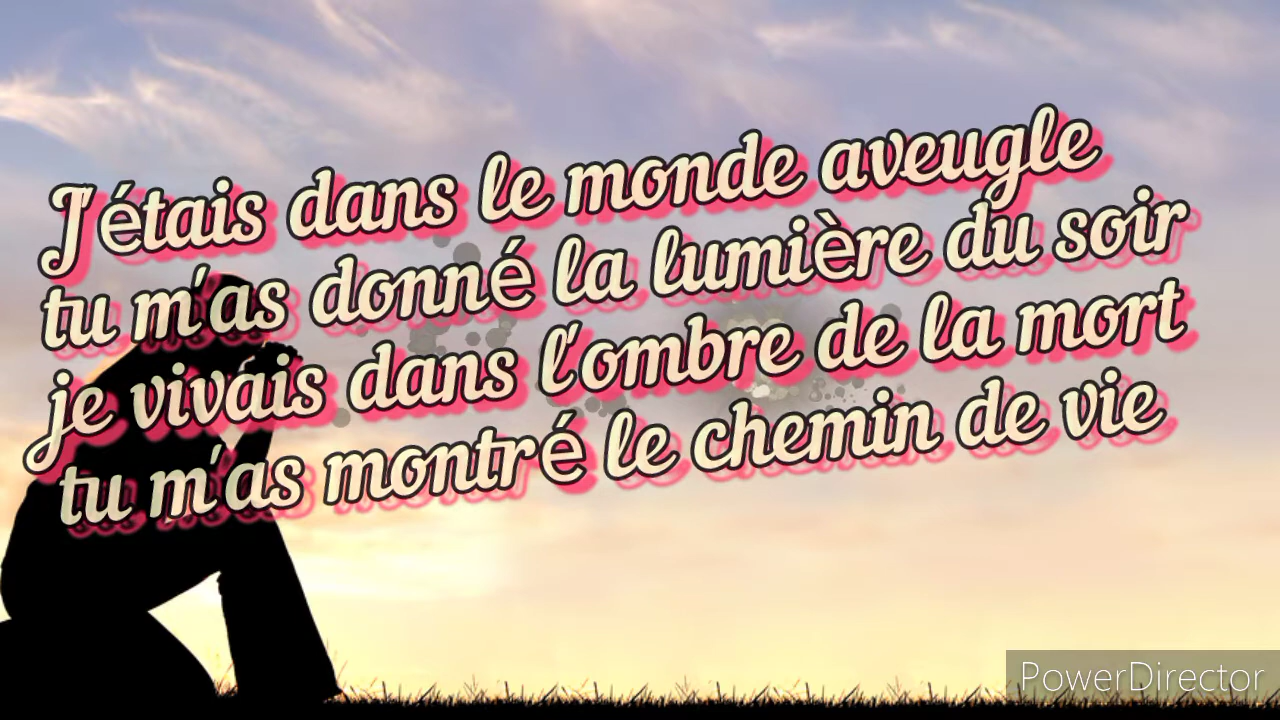 J'étais dans le monde aveugle
tu m'as donné la lumière du soir
je vivais dans l'ombre de la mort
tu m'as montré le chemin de vie
PowerDirector